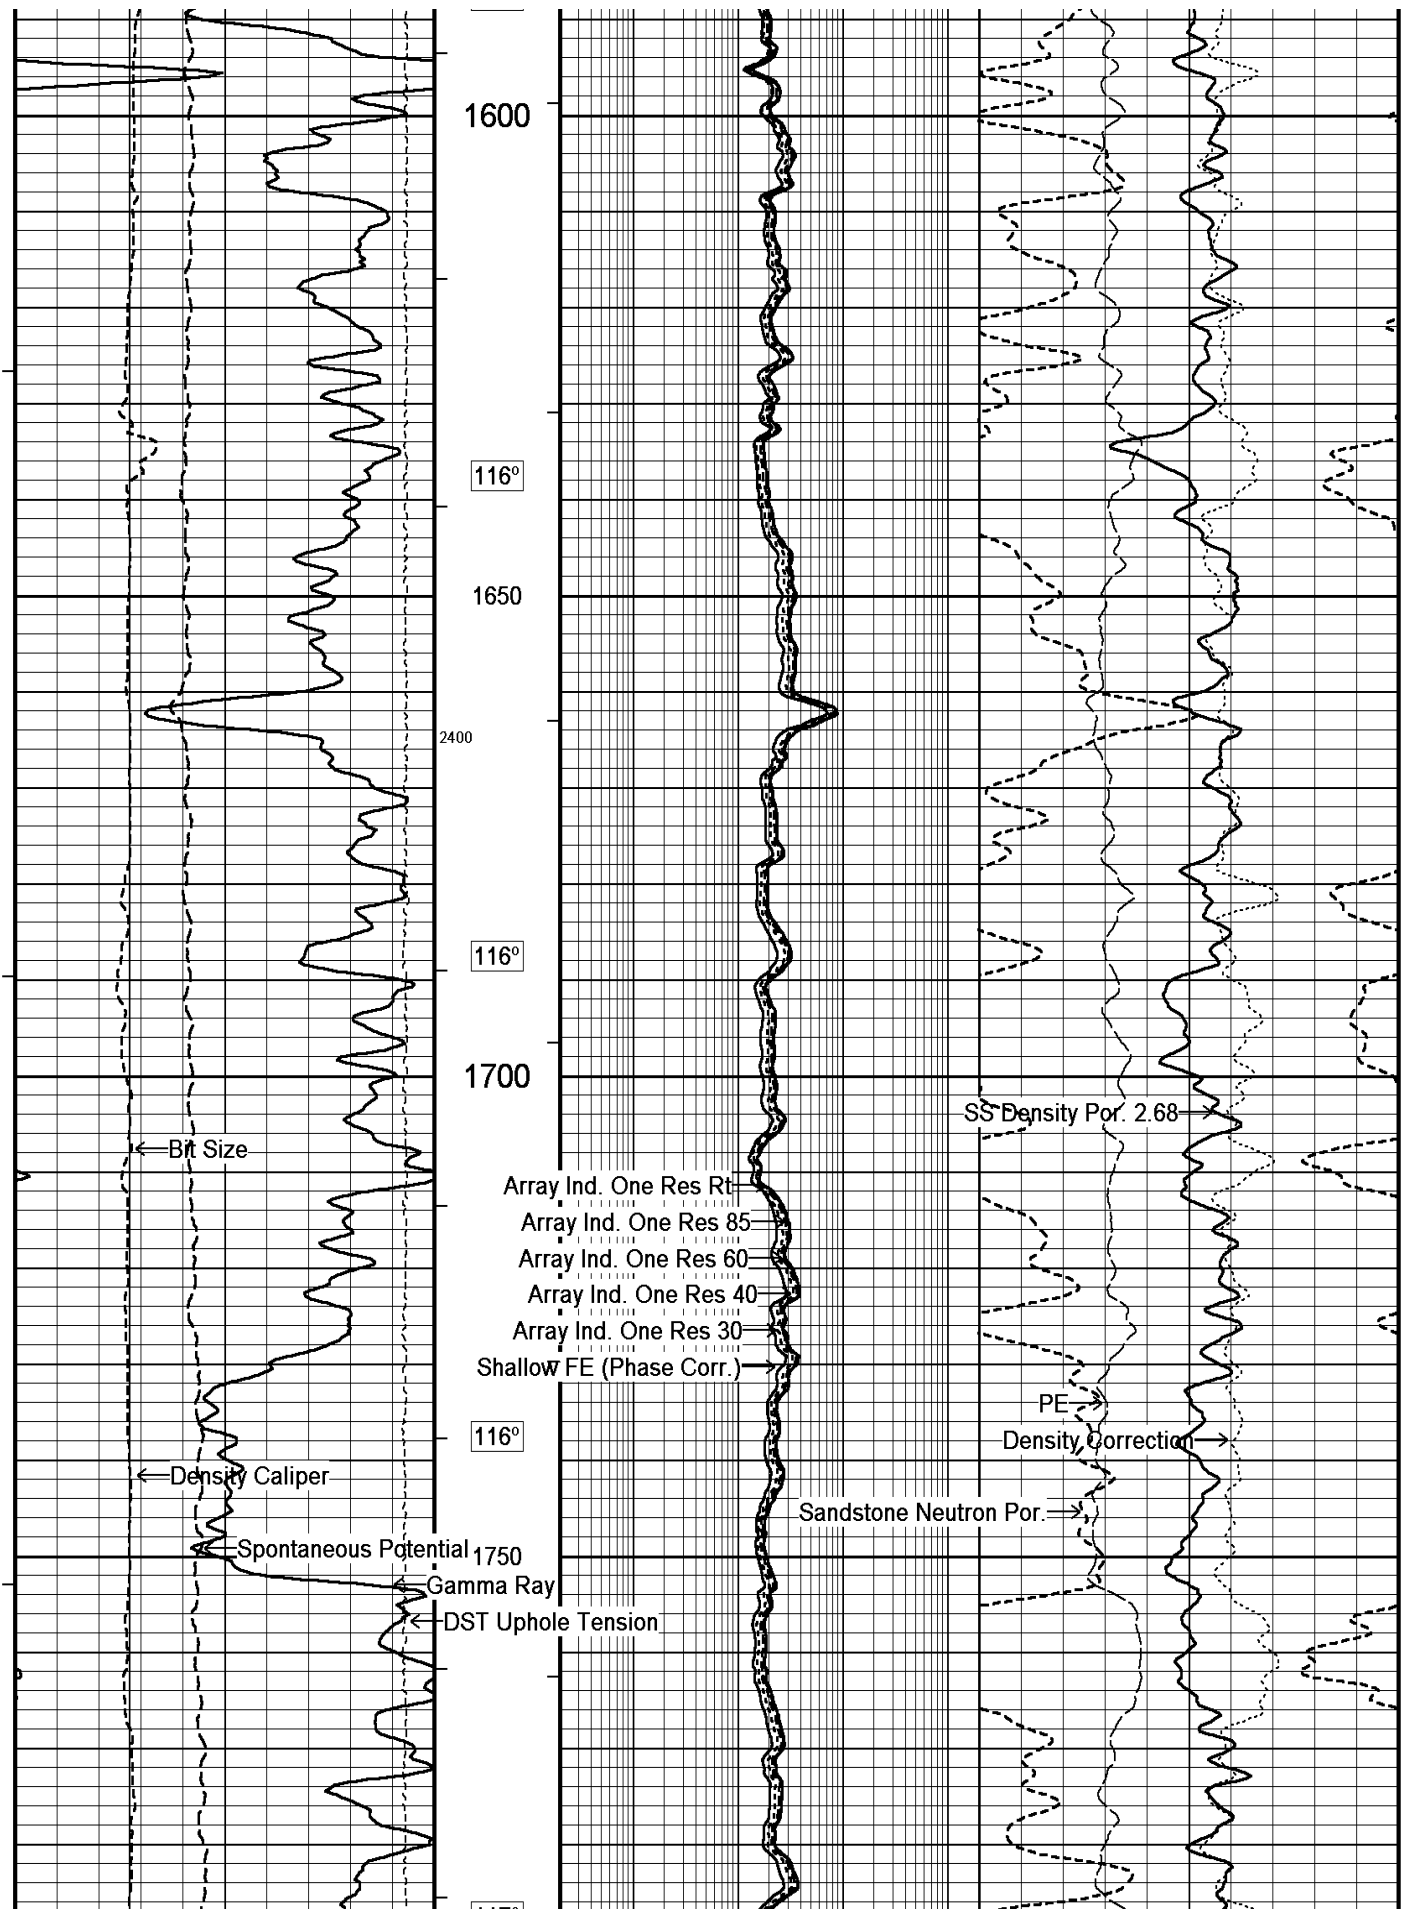 1600
116°
1650
2400
116°
1700
SS Density Por. 2.68
Bit Size
Array Ind. One Res Rt
Array Ind. One Res 85
Array Ind. One Res 60
Array Ind. One Res 40
Array Ind. One Res 30
Shallow FE (Phase Corr.)
PE
116°
Density Correction
Density Caliper
Sandstone Neutron Por.
Spontaneous Potential
1750
Gamma Ray
DST Uphole Tension